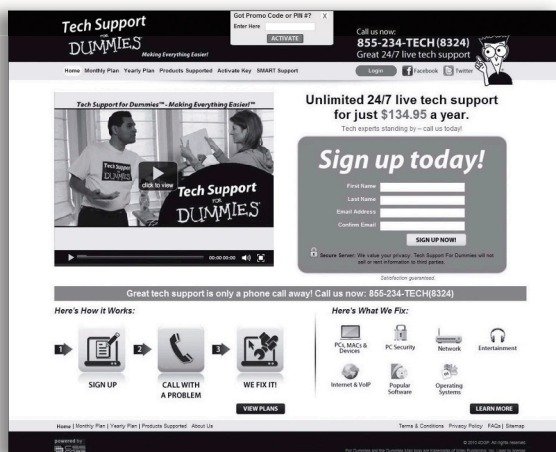 Tech Support
FOR
DUMMIES
Making Everything Easier!
Got Promo Code or PIN #? X
Enter Here
ACTIVATE
Call us now:
855-234-TECH (8324)
Great 24/7 live tech support
Home Monthly Plan Yearly Plan Products Supported Activate Key SMART Support
Login Facebook Twitter
Tech Support For Dummies™ - Making Everything Easier!™
Tech Support
FOR
DUMMIES
click to view
Tech Support
FOR
DUMMIES
00:00 00:00
Unlimited 24/7 live tech support
for just $134.95 a year.
Tech experts standing by – call us today!
Sign up today!
First Name
Last Name
Email Address
Confirm Email
SIGN UP NOW!
Secure Server: We value your privacy. Tech Support For Dummies will not
sell or rent information to third parties.
Satisfaction guaranteed.
Great tech support is only a phone call away! Call us now: 855-234-TECH(8324)
Here's How it Works:
1 2 3
SIGN UP
CALL WITH
A PROBLEM
WE FIX IT!
VIEW PLANS
Here's What We Fix:
PCs, MACs &
Devices
PC Security
Network
Entertainment
Internet & VoIP
Popular
Software
Operating
Systems
LEARN MORE
Home | Monthly Plan | Yearly Plan | Products Supported About Us
Terms & Conditions Privacy Policy FAQs | Sitemap
powered by